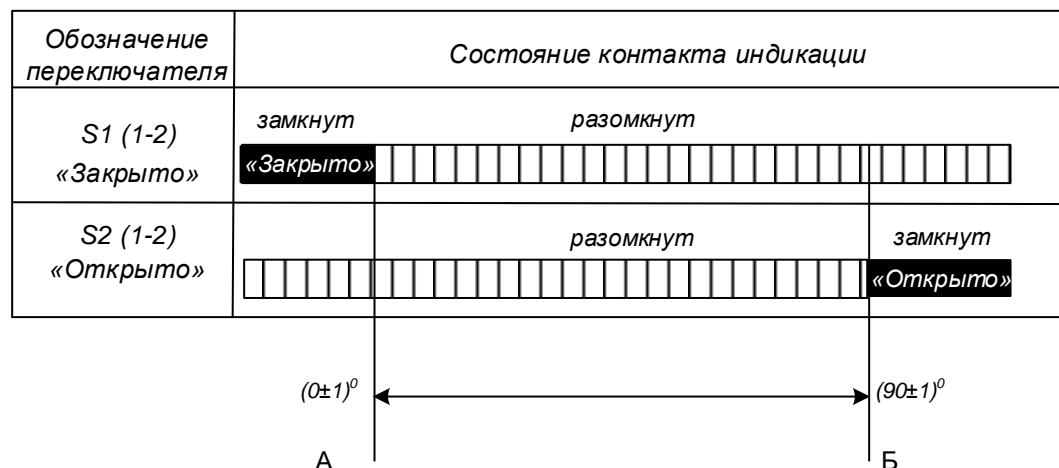 Обозначение
переключателя
Состояние контакта индикации
S1 (1-2)
«Закрыто»
замкнут
разомкнут
«Закрыто»
S2 (1-2)
«Открыто»
разомкнут
замкнут
«Открыто»
(0±1)⁰
(90±1)⁰
А
Б